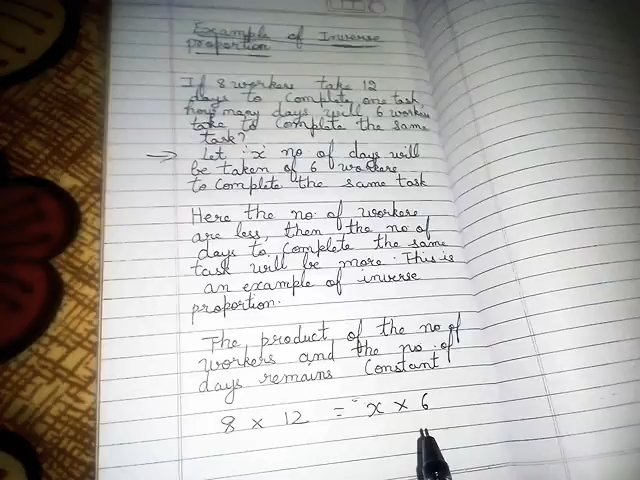 Example of Inverse
proportion
If 8 workers take 12
days to complete one task,
how many days will 6 workers
take to complete the same
task?
→ Let 'x' no of days will
be taken of 6 workers
to complete the same task
Here the no of workers
are less, then the no of
days to complete the same
task will be more. This is
an example of inverse
proportion.
The product of the no of
workers and the no. of
days remains Constant
8 × 12 = x × 6